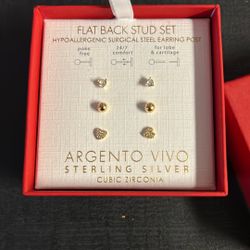 FLAT BACK STUD SET
HYPOALLERGENIC SURGICAL STEEL EARRING POST
poke free
24/7 comfort
for lobe & cartilage
ARGENTO VIVO
STERLING SILVER
CUBIC ZIRCONIA